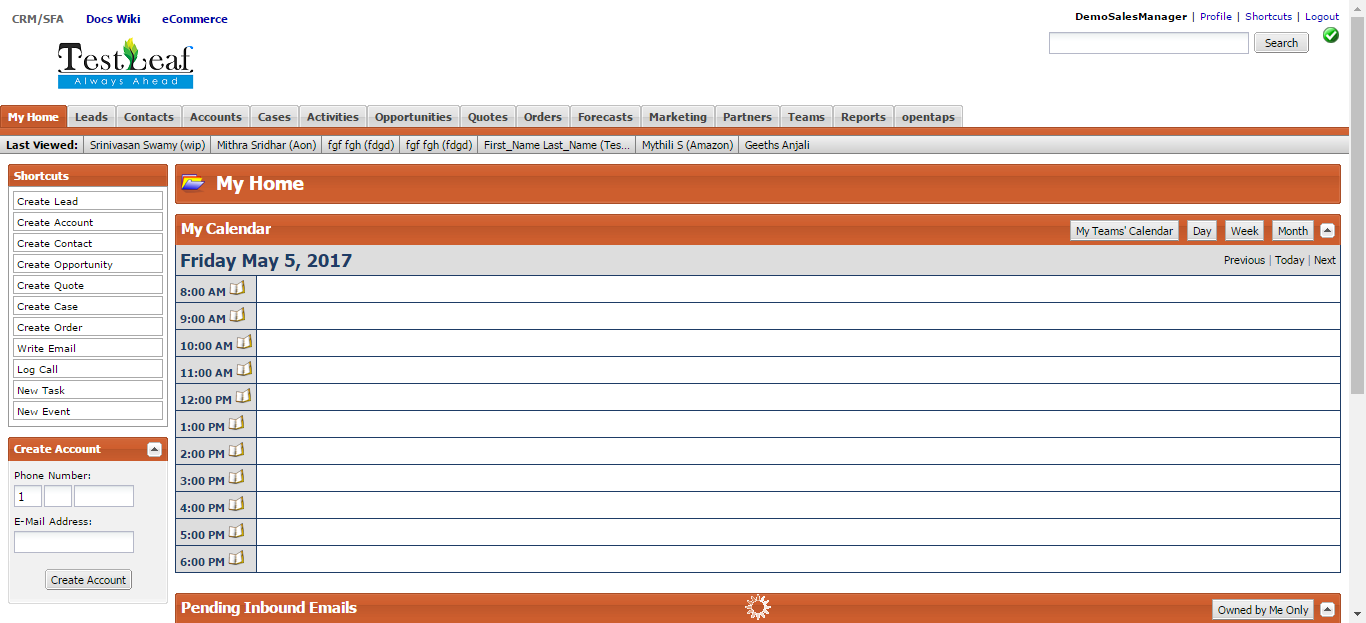 CRM/SFA Docs Wiki eCommerce
DemoSalesManager | Profile | Shortcuts | Logout
Search
TestLeaf
Always Ahead
My Home Leads Contacts Accounts Cases Activities Opportunities Quotes Orders Forecasts Marketing Partners Teams Reports opentaps
Last Viewed: Srinivasan Swamy (wip) Mithra Sridhar (Aon) fgf fgh (fdgd) fgf fgh (fdgd) First_Name Last_Name (Tes... Mythili S (Amazon) Geeths Anjali
Shortcuts
Create Lead
Create Account
Create Contact
Create Opportunity
Create Quote
Create Case
Create Order
Write Email
Log Call
New Task
New Event
Create Account
Phone Number:
1
E-Mail Address:
Create Account
My Home
My Calendar My Teams' Calendar Day Week Month
Friday May 5, 2017 Previous | Today | Next
8:00 AM
9:00 AM
10:00 AM
11:00 AM
12:00 PM
1:00 PM
2:00 PM
3:00 PM
4:00 PM
5:00 PM
6:00 PM
Pending Inbound Emails Owned by Me Only